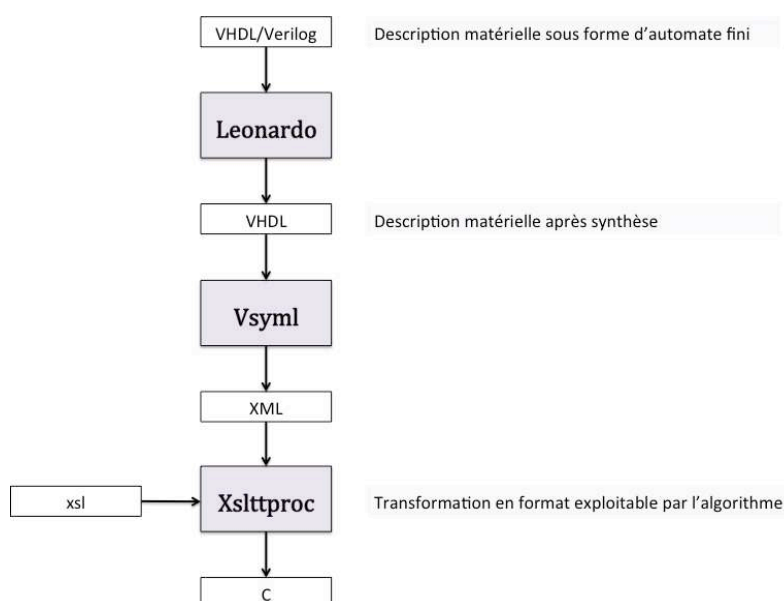 VHDL/Verilog Description matérielle sous forme d'automate fini
Leonardo
VHDL Description matérielle après synthèse
Vsyml
XML
xsl Xslttproc Transformation en format exploitable par l'algorithme
C